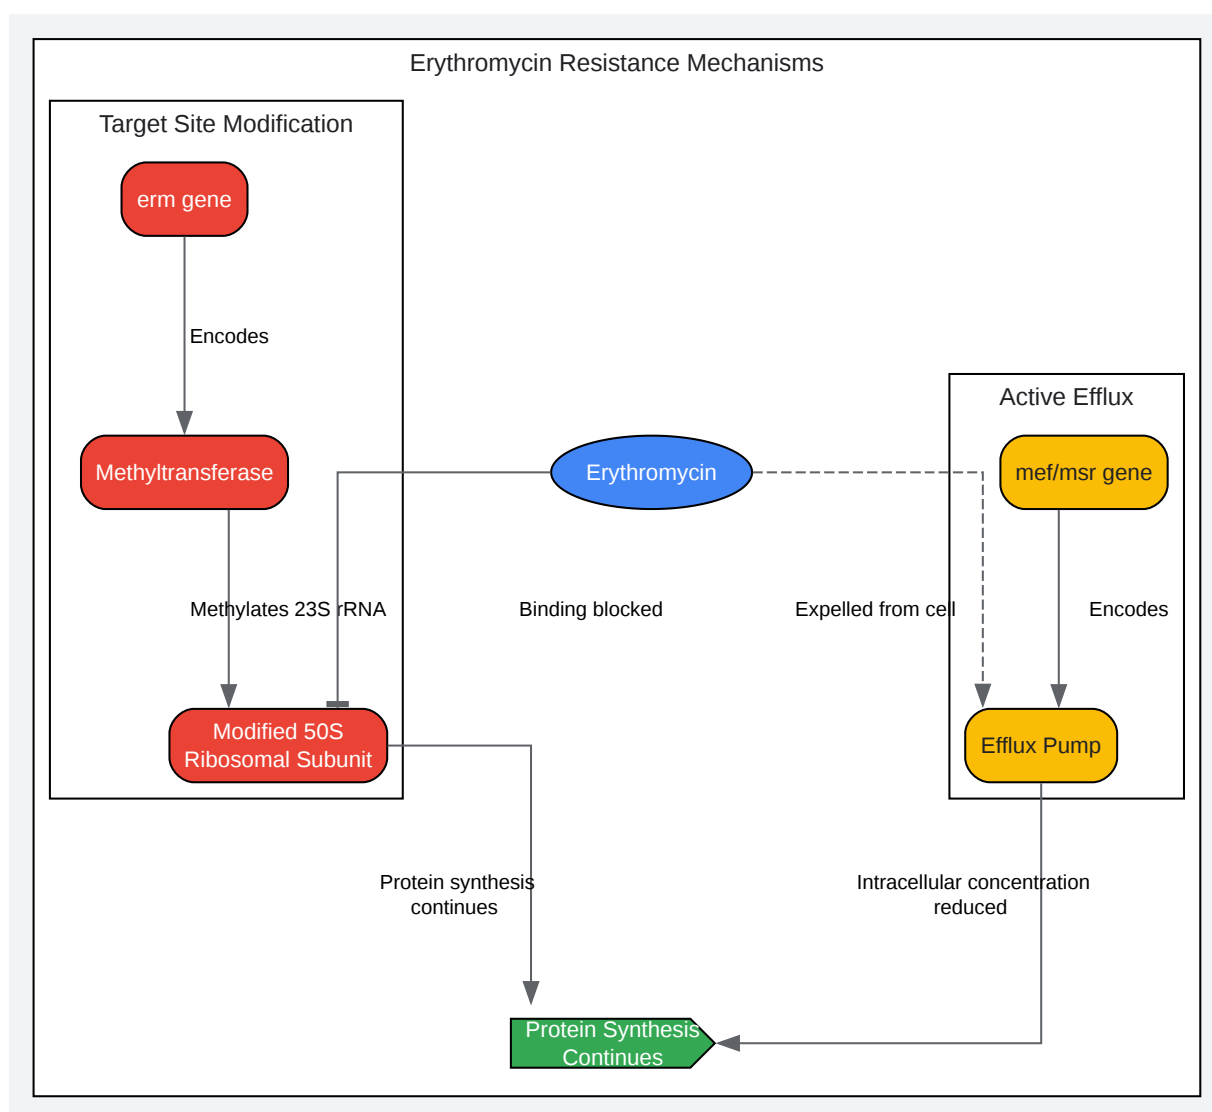 Erythromycin Resistance Mechanisms
Target Site Modification
erm gene
Encodes
Active Efflux
Methyltransferase
Erythromycin
mef/msr gene
Methylates 23S rRNA
Binding blocked
Expelled from cell
Encodes
Modified 50S
Ribosomal Subunit
Efflux Pump
Protein synthesis
continues
Intracellular concentration
reduced
Protein Synthesis
Continues